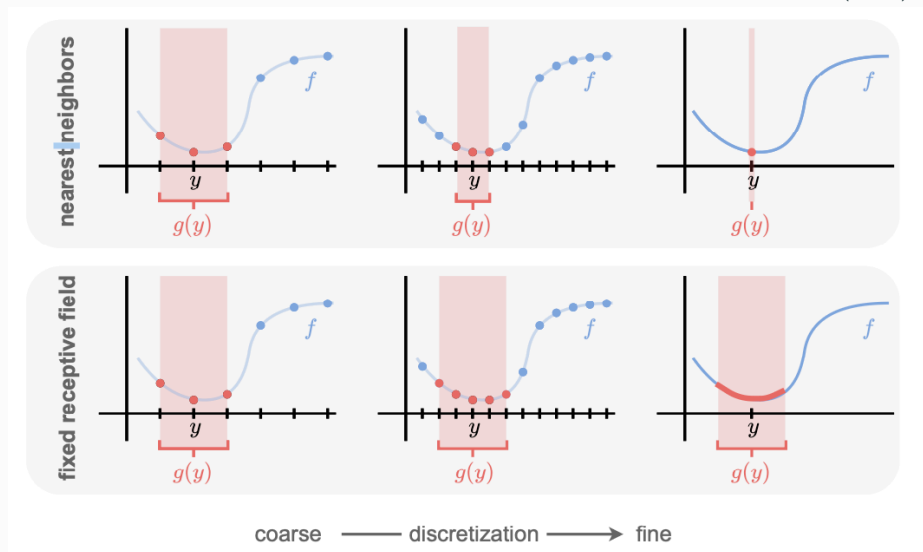 nearest neighbors
f
f
f
y
y
y
g(y)
g(y)
g(y)
fixed receptive field
f
f
f
y
y
y
g(y)
g(y)
g(y)
coarse discretization fine